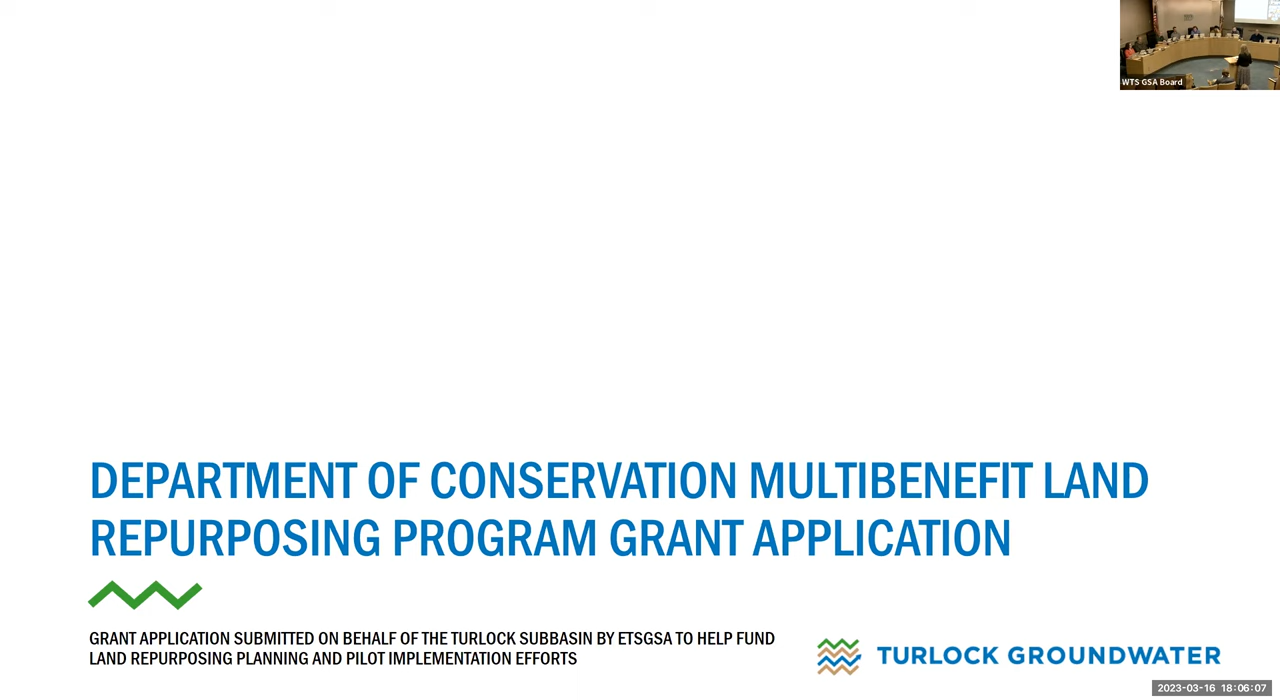 WTS GSA Board
DEPARTMENT OF CONSERVATION MULTIBENEFIT LAND
REPURPOSING PROGRAM GRANT APPLICATION
GRANT APPLICATION SUBMITTED ON BEHALF OF THE TURLOCK SUBBASIN BY ETSGSA TO HELP FUND
LAND REPURPOSING PLANNING AND PILOT IMPLEMENTATION EFFORTS
TURLOCK GROUNDWATER
2023-03-16 18:06:07